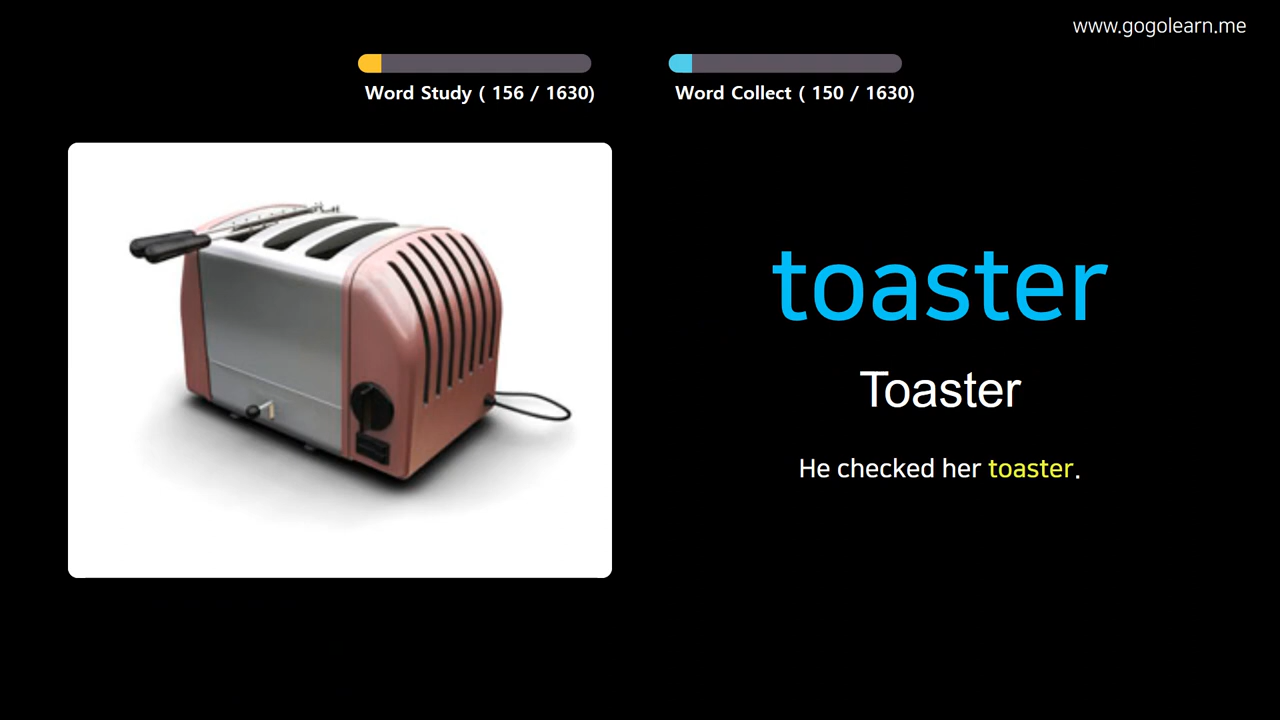 www.gogolearn.me
Word Study ( 156 / 1630)
Word Collect ( 150 / 1630)
toaster
Toaster
He checked her toaster.